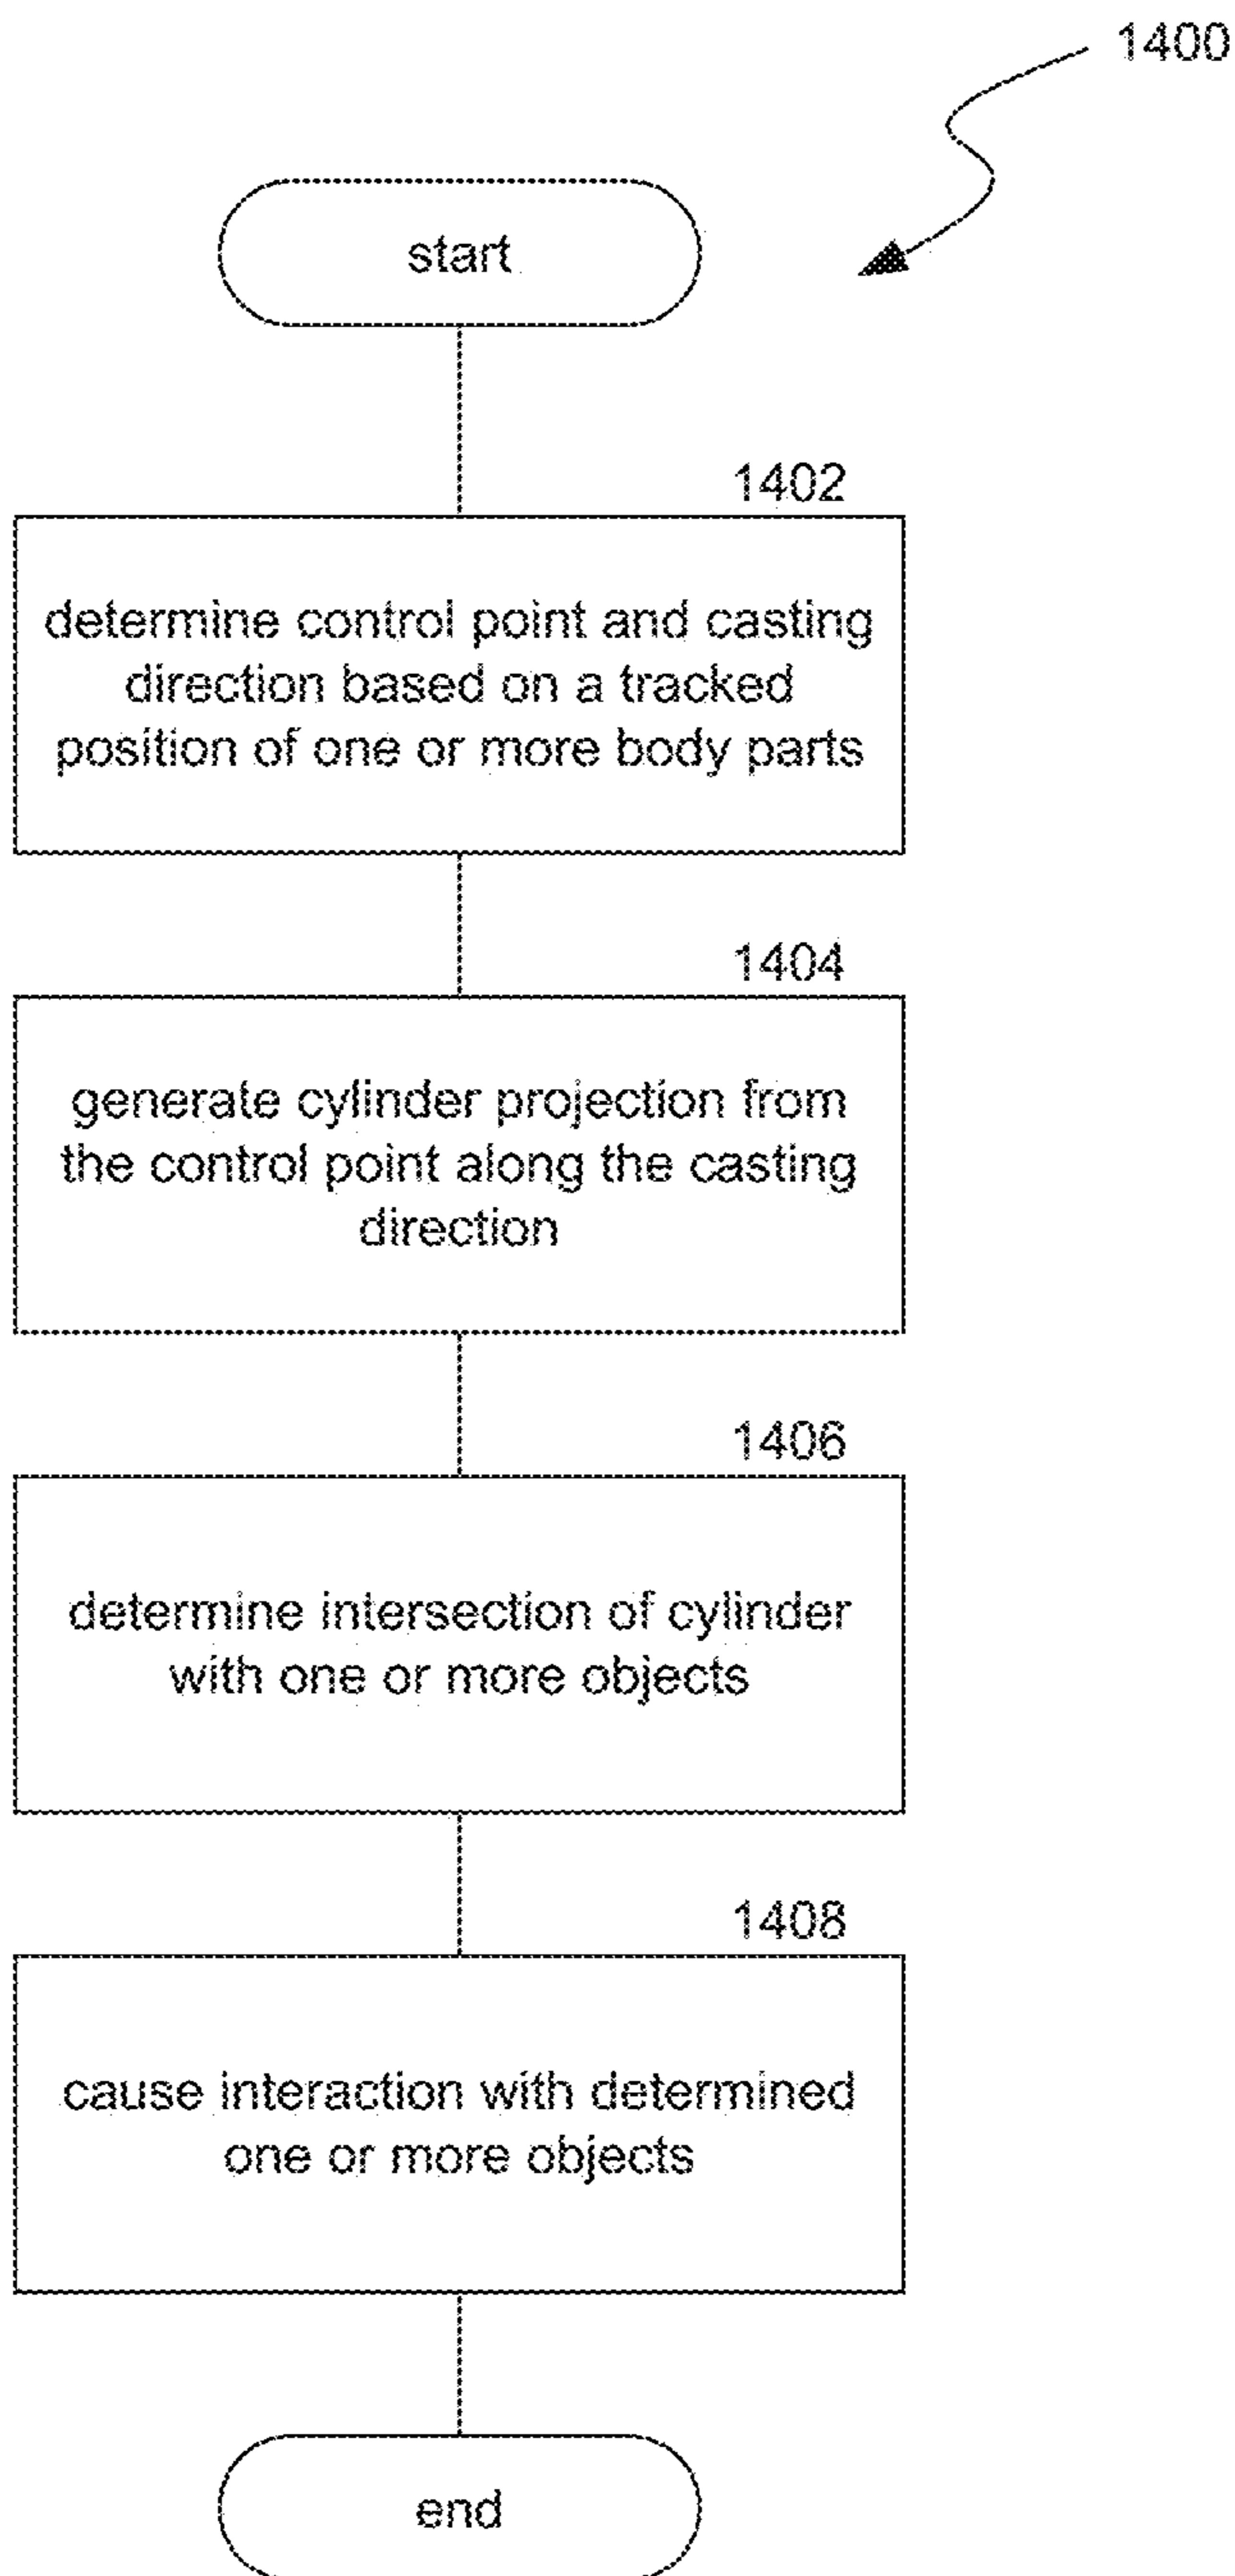 1400
start
1402
determine control point and casting
direction based on a tracked
position of one or more body parts
1404
generate cylinder projection from
the control point along the casting
direction
1406
determine intersection of cylinder
with one or more objects
1408
cause interaction with determined
one or more objects
end